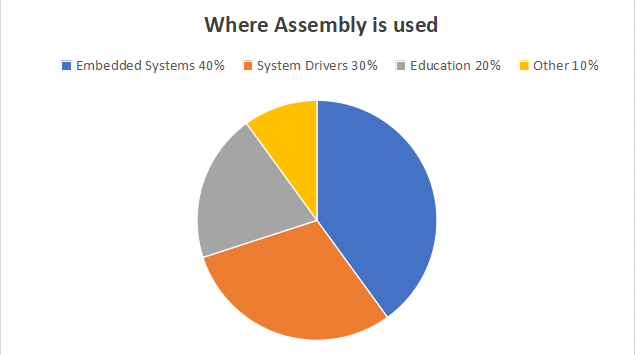 Where Assembly is used
Embedded Systems 40% System Drivers 30% Education 20% Other 10%